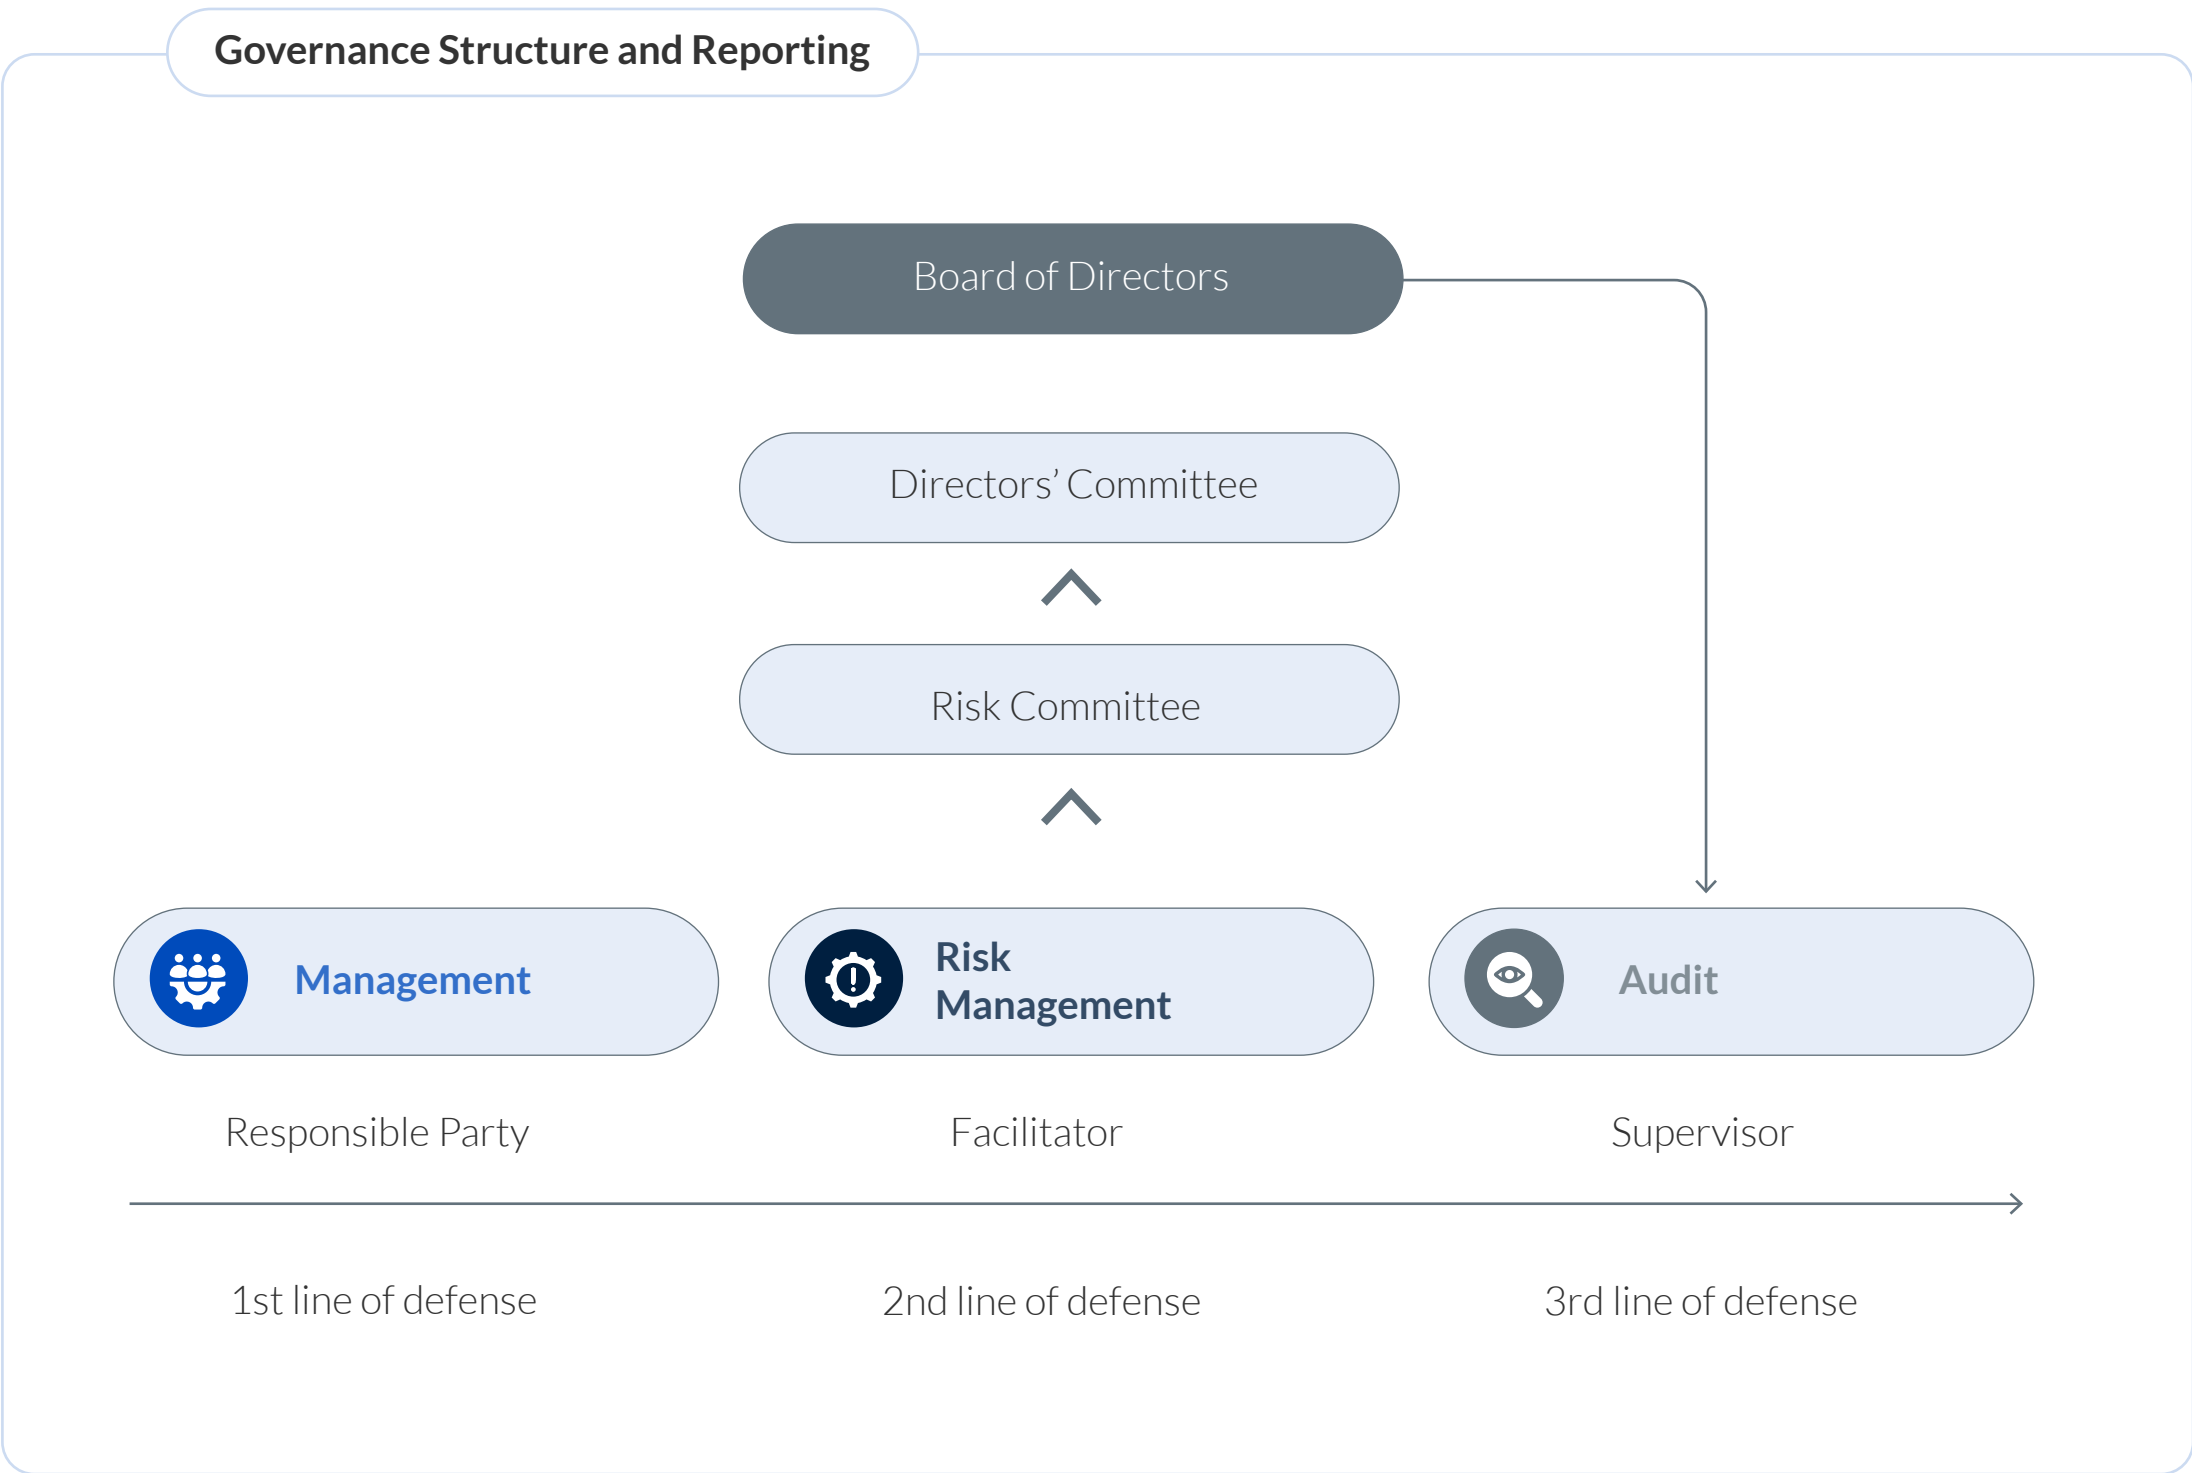 Governance Structure and Reporting
Board of Directors
Directors’ Committee
Risk Committee
Management
Risk
Management
Audit
Responsible Party
Facilitator
Supervisor
1st line of defense
2nd line of defense
3rd line of defense